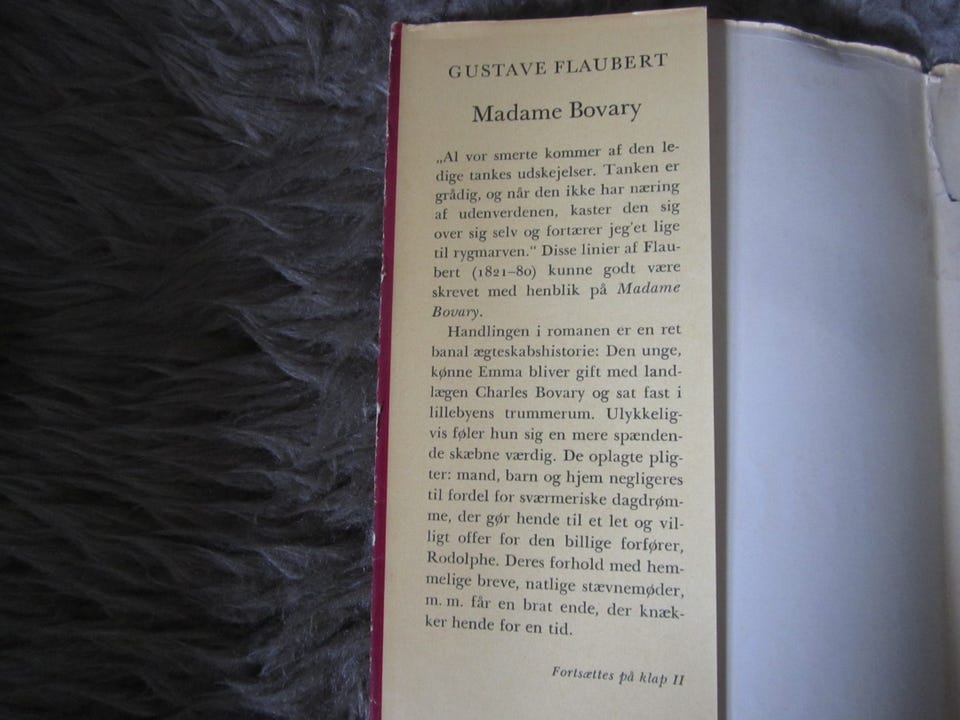 GUSTAVE FLAUBERT
Madame Bovary
„Al vor smerte kommer af den le-
dige tankes udskejelser. Tanken er
grådig, og når den ikke har næring
af udenverdenen, kaster den sig
over sig selv og fortærer jeg'et lige
til rygmarven.“ Disse linier af Flau-
bert (1821–80) kunne godt være
skrevet med henblik på Madame
Bovary.
Handlingen i romanen er en ret
banal ægteskabshistorie: Den unge,
kønne Emma bliver gift med land-
lægen Charles Bovary og sat fast i
lillebyens trummerum. Ulykkelig-
vis føler hun sig en mere spænden-
de skæbne værdig. De oplagte plig-
ter: mand, barn og hjem negligeres
til fordel for sværmeriske dagdrøm-
me, der gør hende til et let og vil-
ligt offer for den billige forfører,
Rodolphe. Deres forhold med hem-
melige breve, natlige stævnemøder,
m. m. får en brat ende, der knæk-
ker hende for en tid.
Fortsættes på klap II